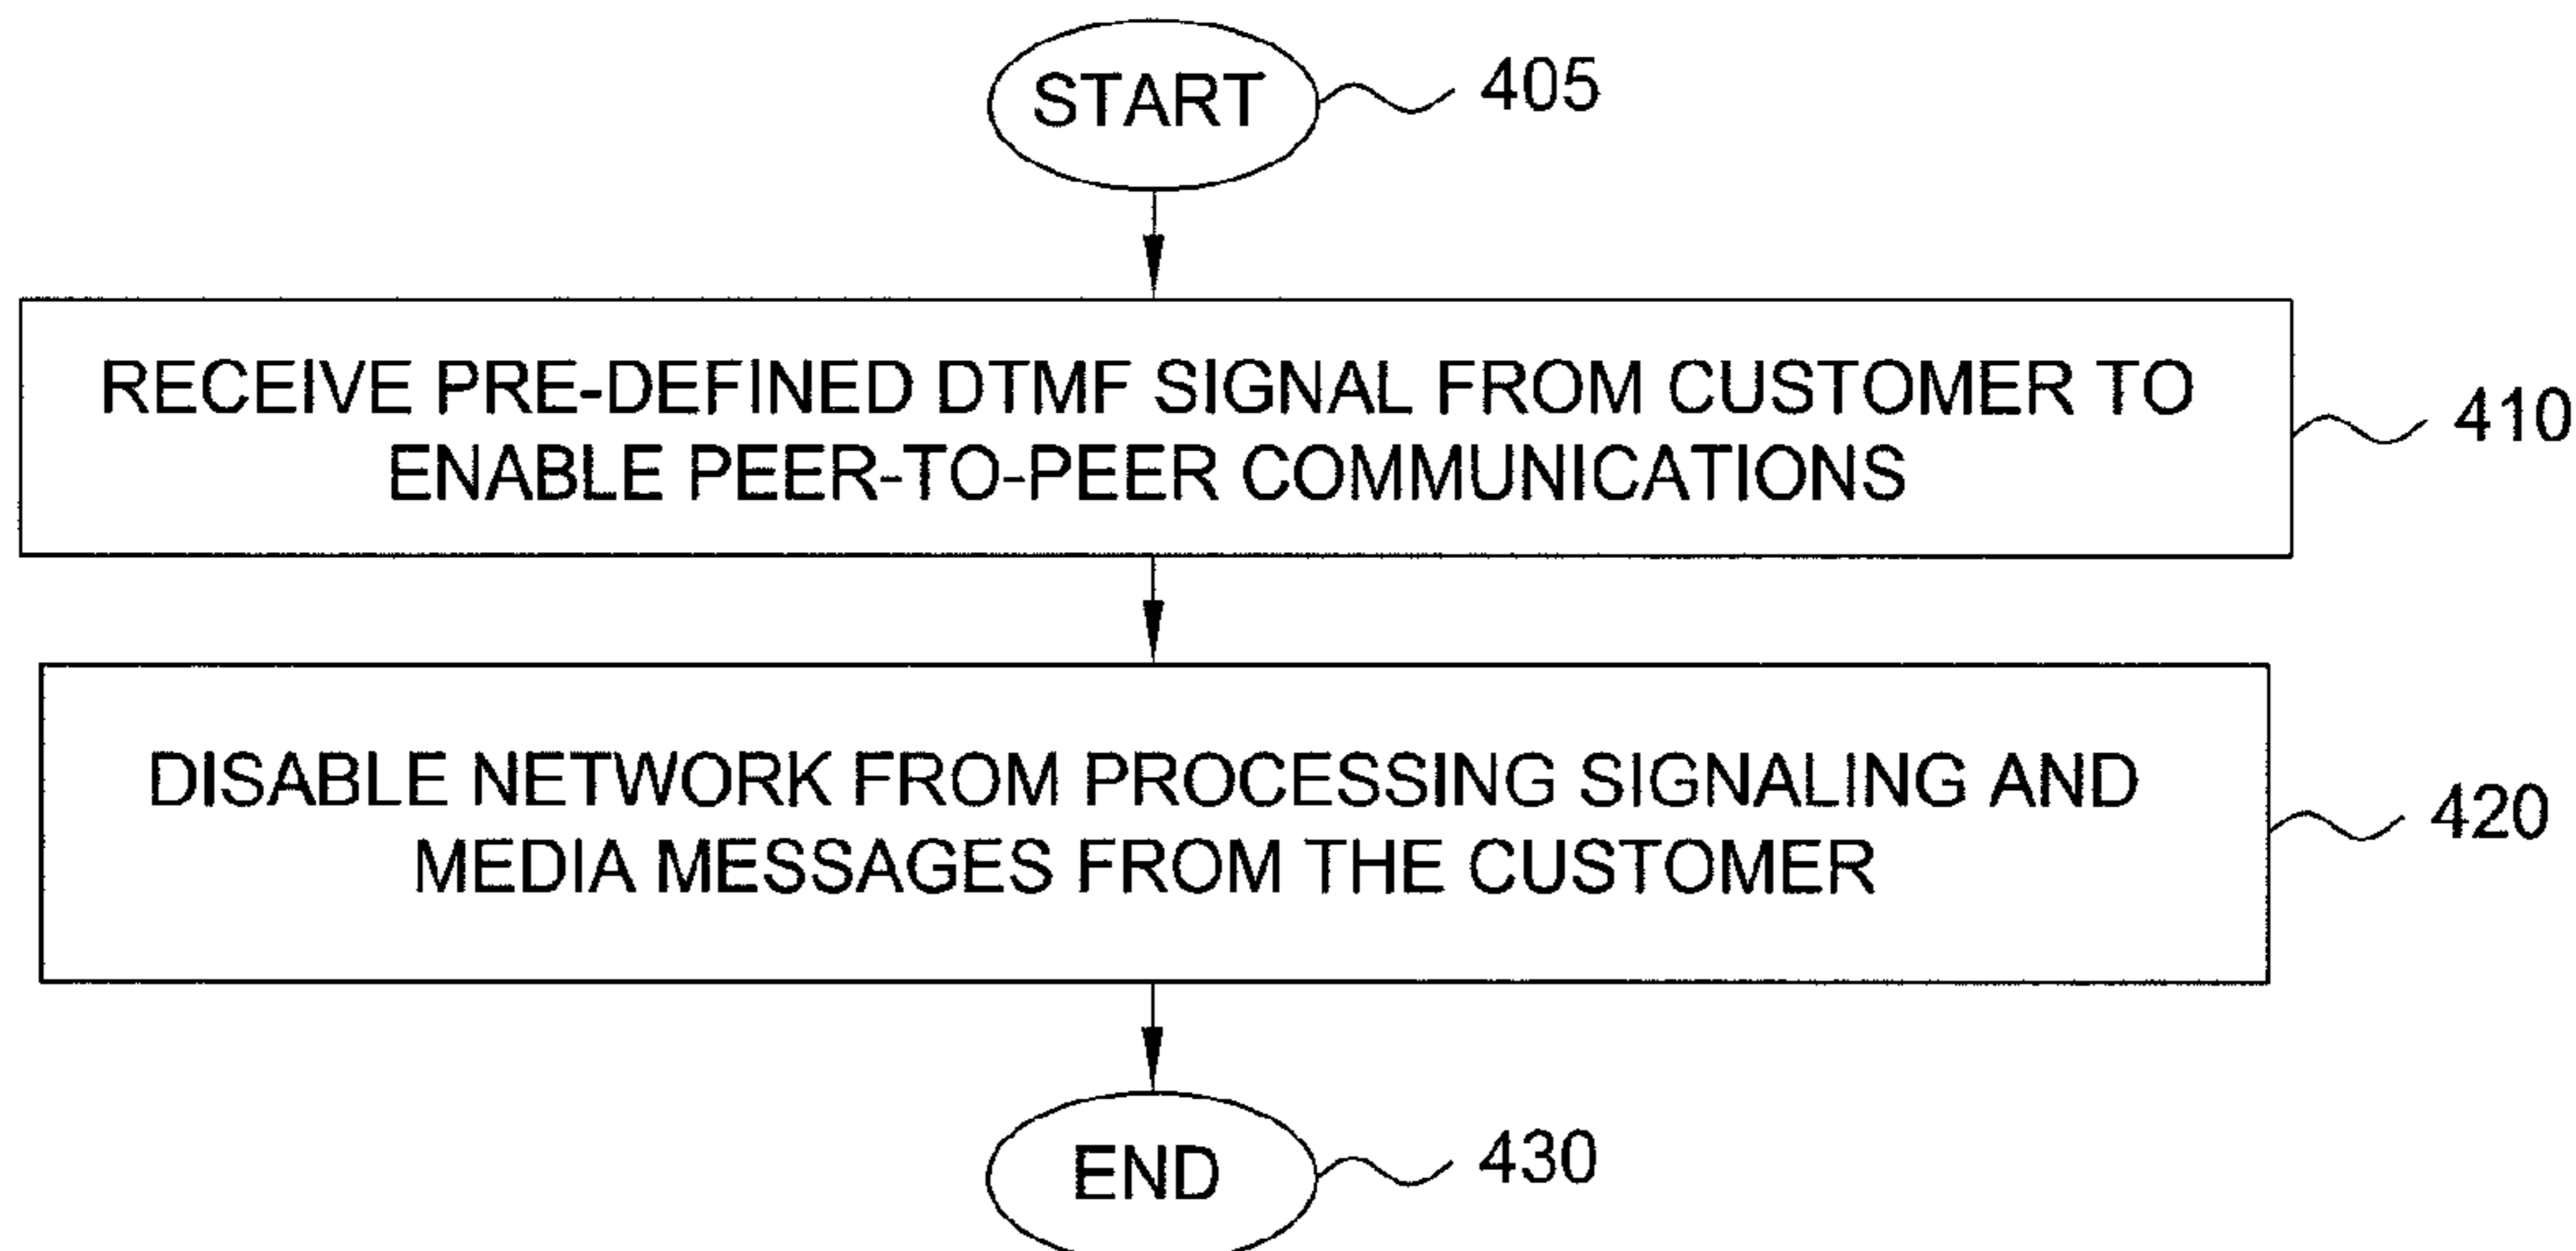 START
405
RECEIVE PRE-DEFINED DTMF SIGNAL FROM CUSTOMER TO
ENABLE PEER-TO-PEER COMMUNICATIONS
410
DISABLE NETWORK FROM PROCESSING SIGNALING AND
MEDIA MESSAGES FROM THE CUSTOMER
420
END
430